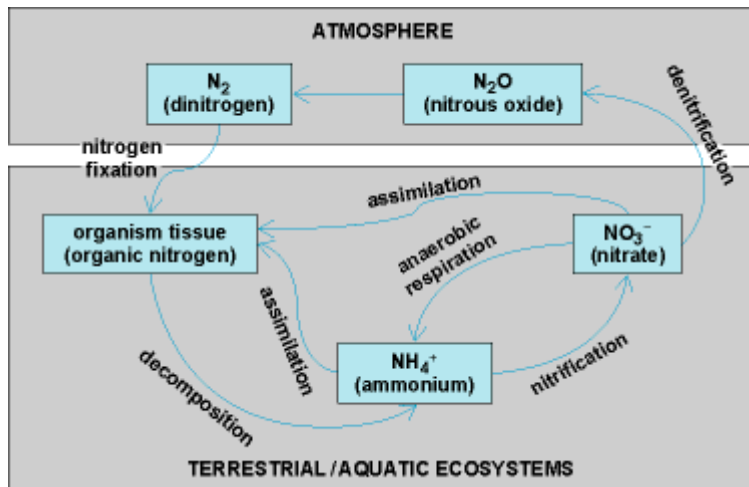 ATMOSPHERE
N₂
(dinitrogen)
N₂O
(nitrous oxide)
denitrification
nitrogen
fixation
assimilation
organism tissue
(organic nitrogen)
anaerobic
respiration
NO₃⁻
(nitrate)
assimilation
NH₄⁺
(ammonium)
nitrification
decomposition
TERRESTRIAL / AQUATIC ECOSYSTEMS